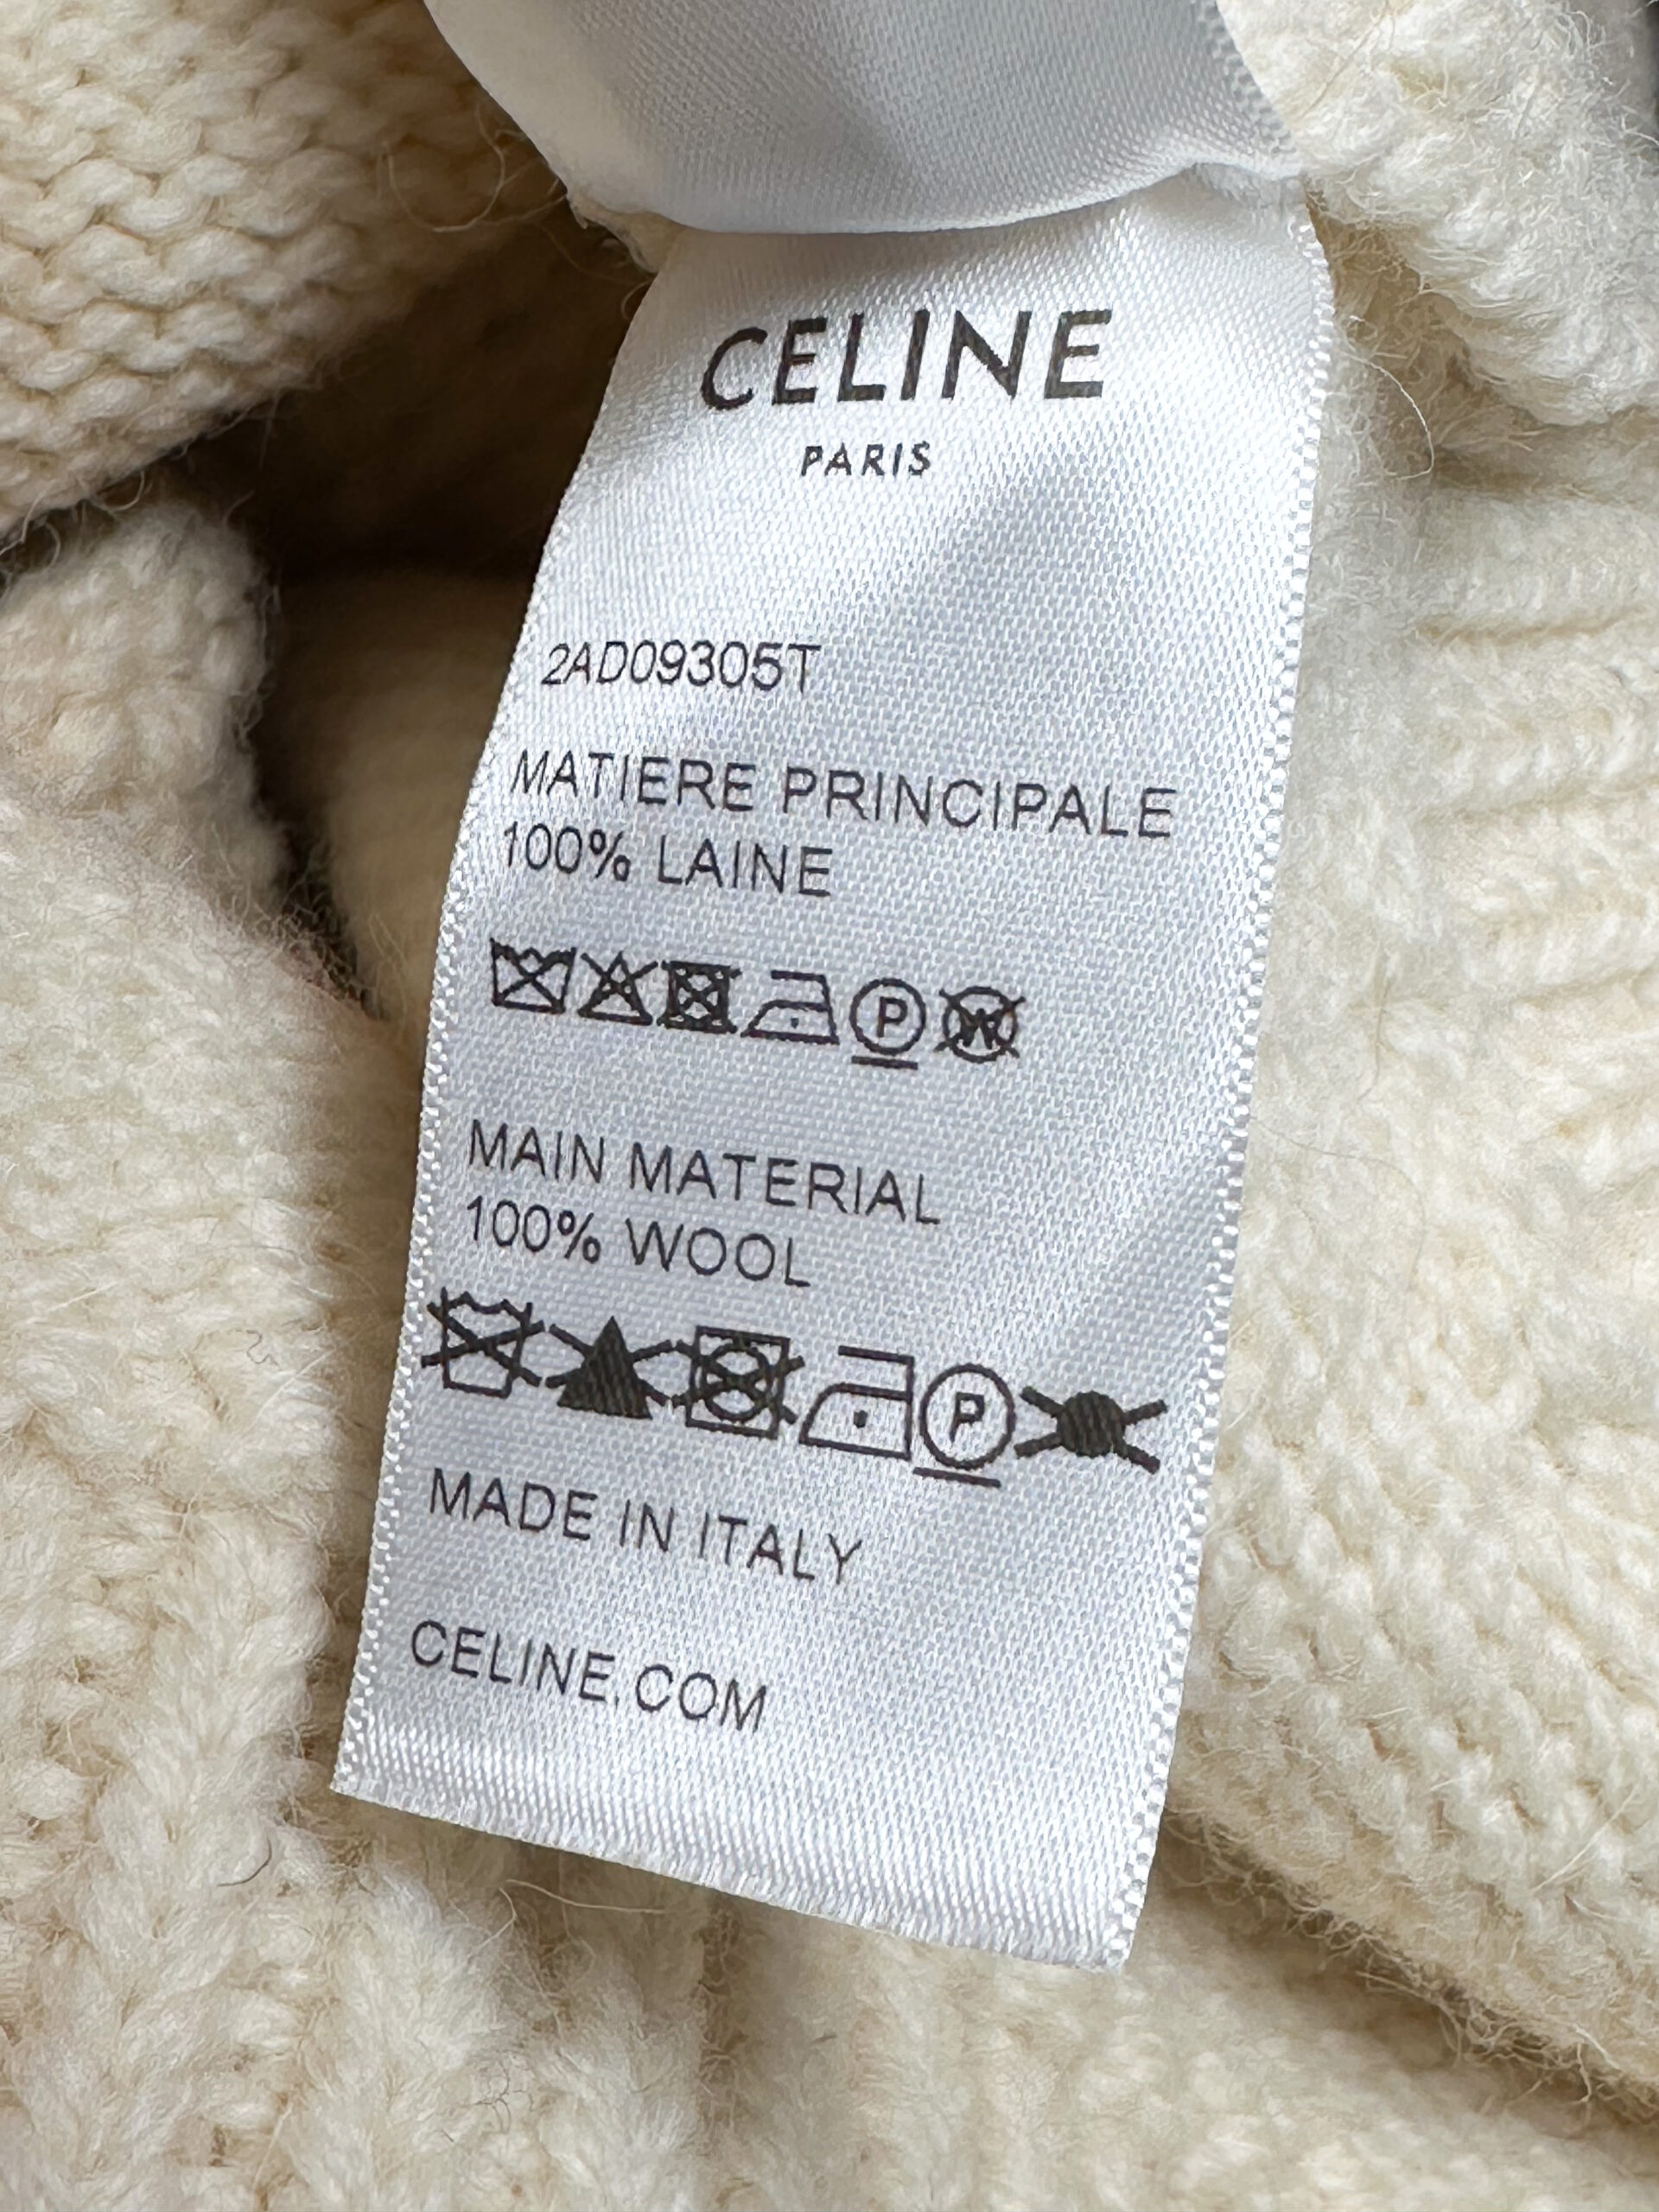 CELINE
PARIS
2AD09305T
MATIERE PRINCIPALE
100% LAINE
P W
MAIN MATERIAL
100% WOOL
P
MADE IN ITALY
CELINE.COM